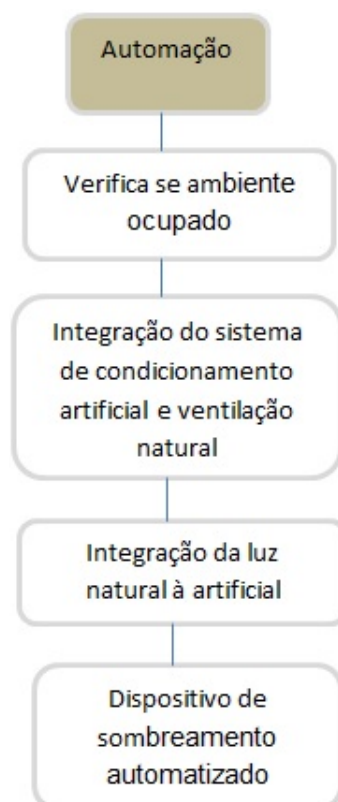 Automação
Verifica se ambiente
ocupado
Integração do sistema
de condicionamento
artificial e ventilação
natural
Integração da luz
natural à artificial
Dispositivo de
sombreamento
automatizado